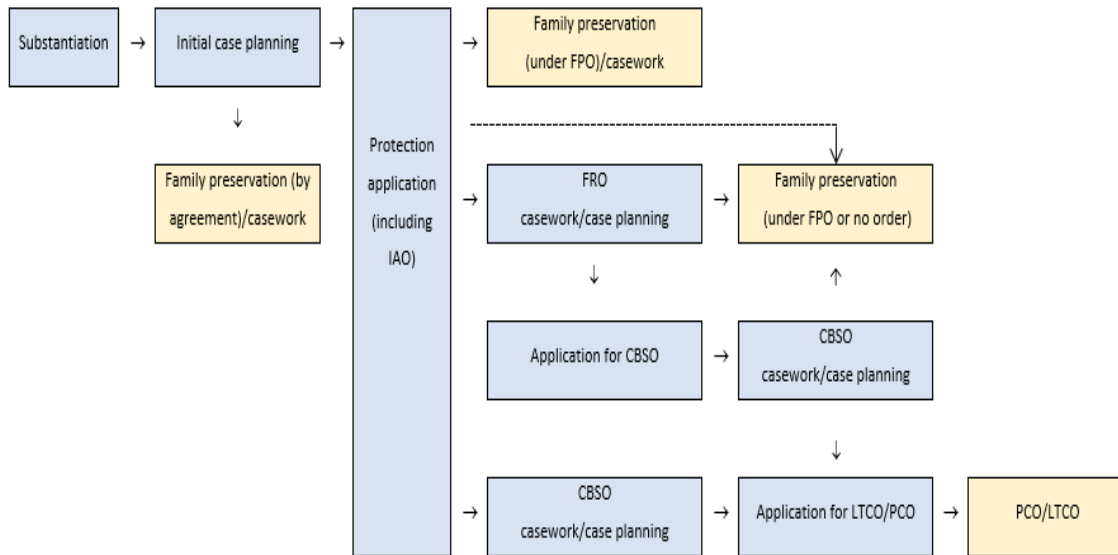 Substantiation
Initial case planning
Family preservation
(under FPO)/casework
Protection
application
(including
IAO)
Family preservation (by
agreement)/casework
FRO
casework/case planning
Family preservation
(under FPO or no order)
Application for CBSO
CBSO
casework/case planning
CBSO
casework/case planning
Application for LTCO/PCO
PCO/LTCO